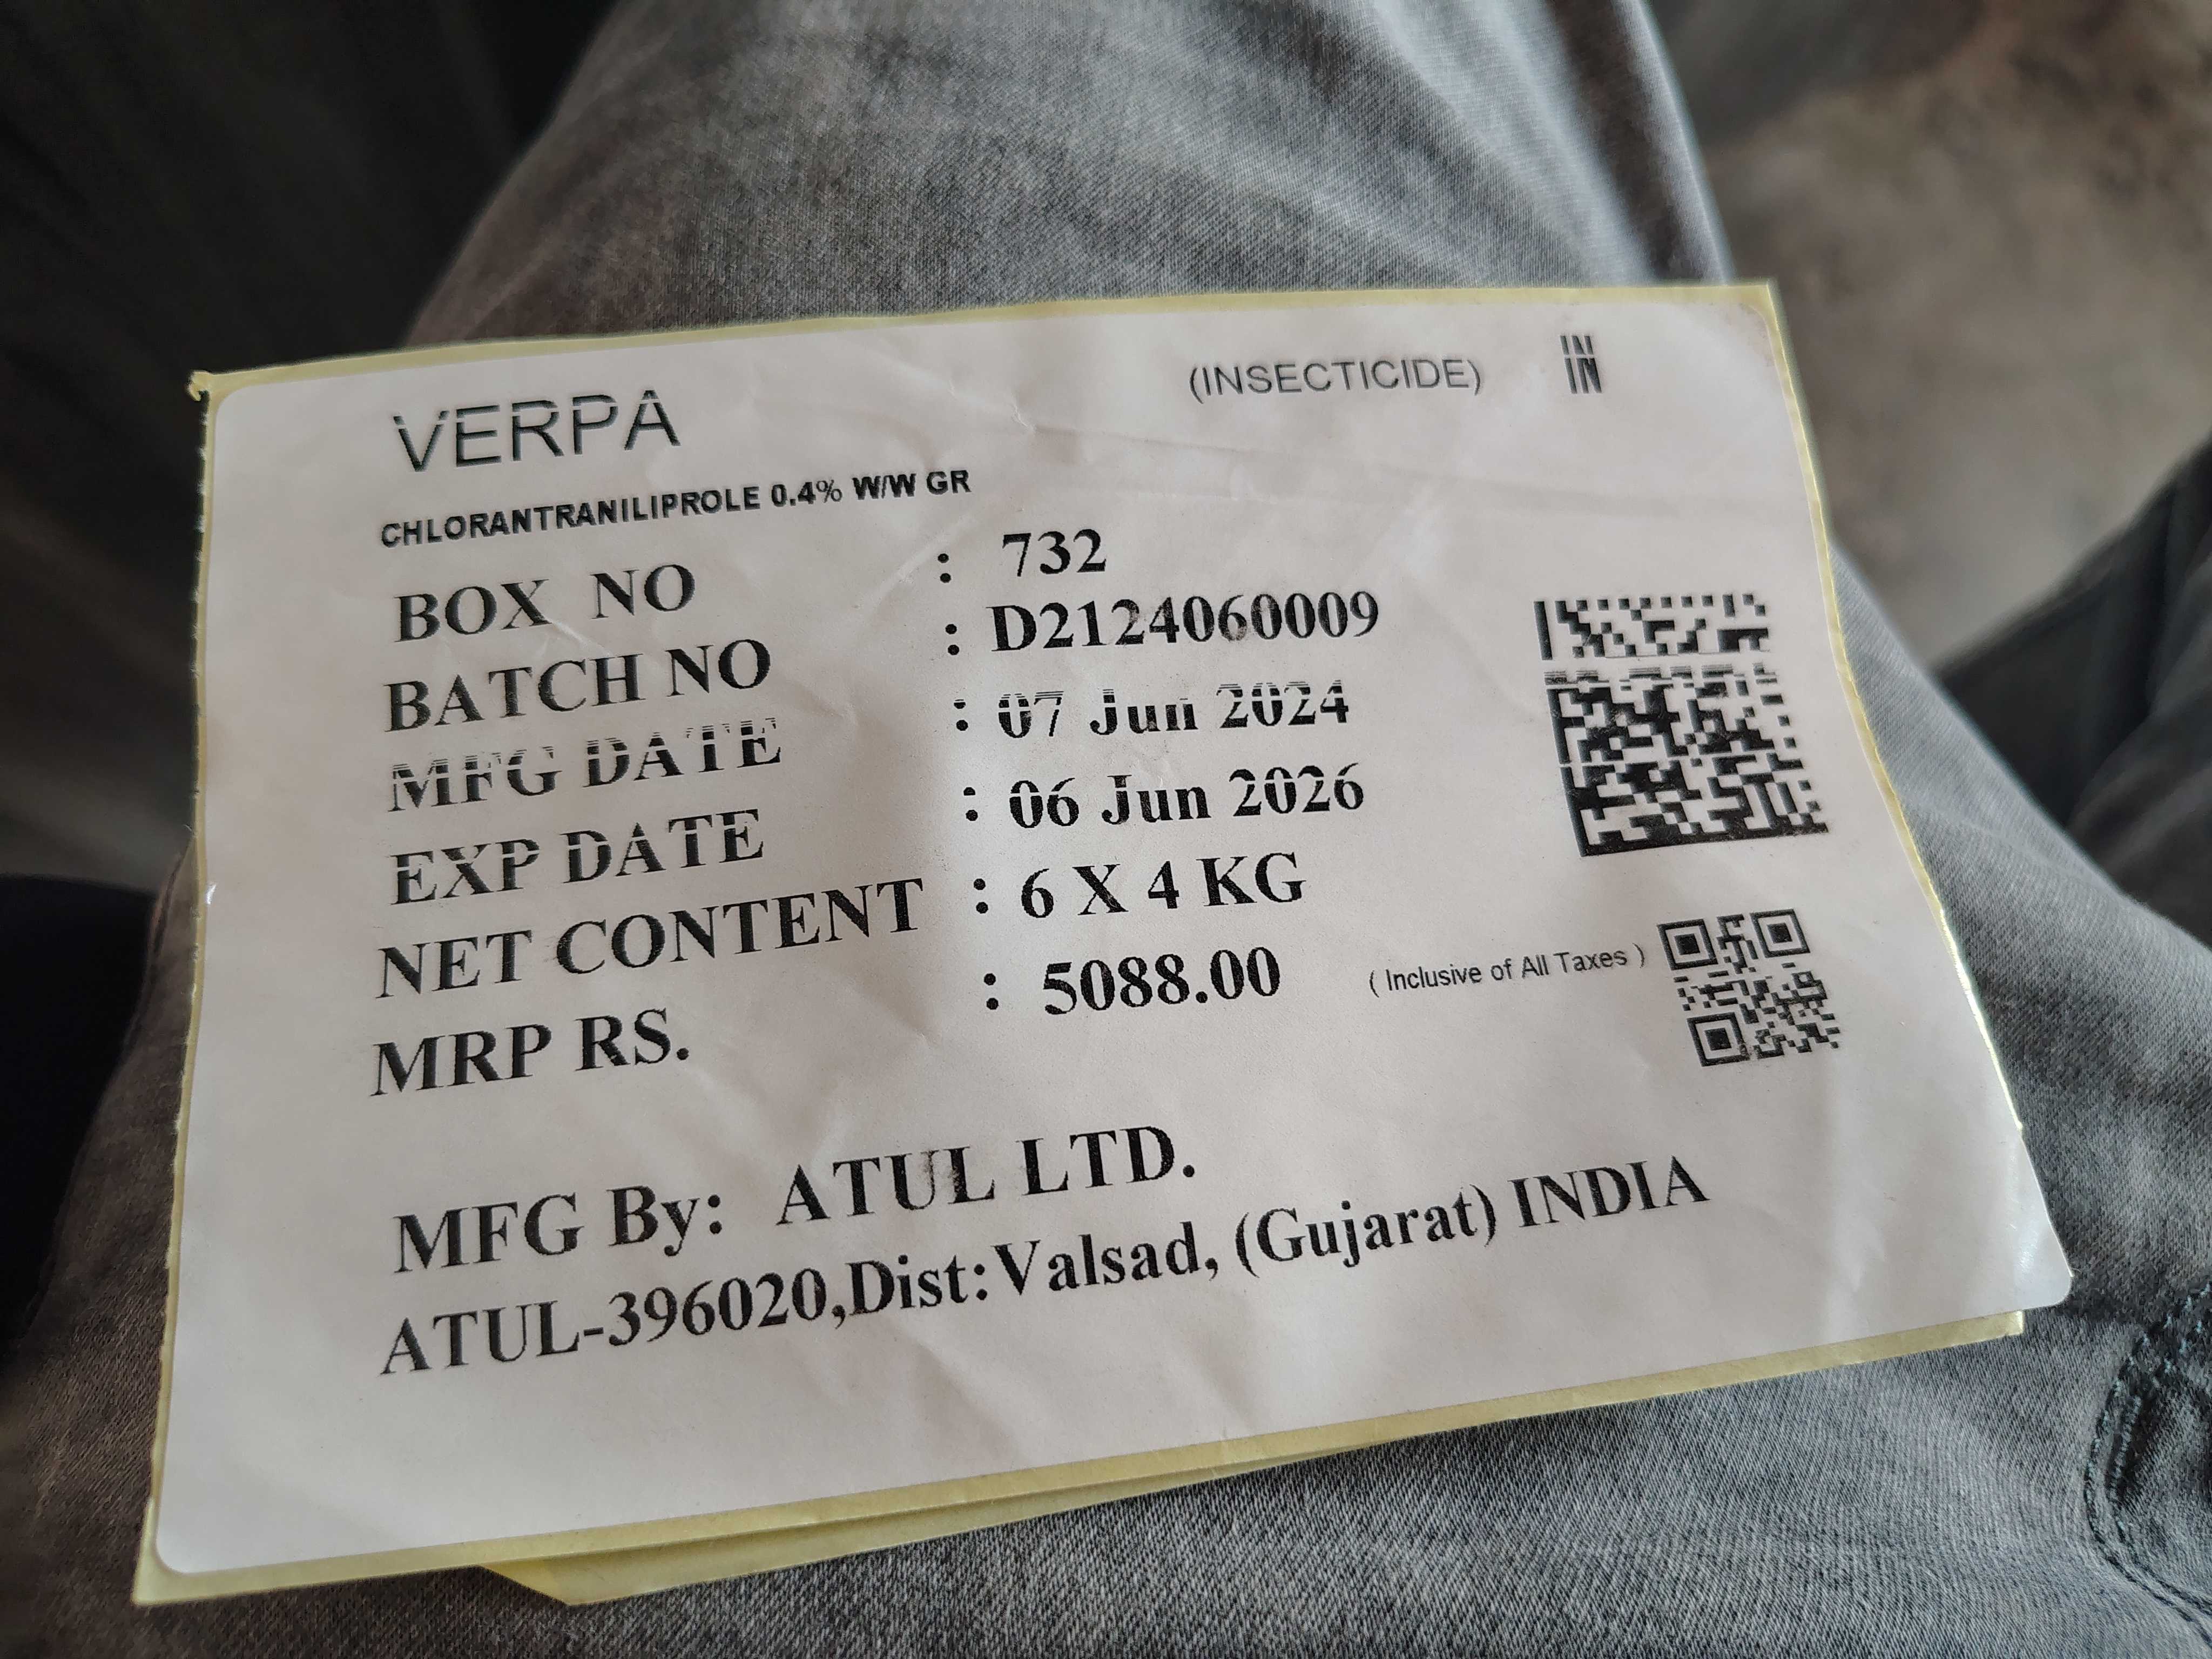 VERPA (INSECTICIDE) IN
CHLORANTRANILIPROLE 0.4% W/W GR
BOX NO : 732
BATCH NO : D2124060009
MFG DATE : 07 Jun 2024
EXP DATE : 06 Jun 2026
NET CONTENT : 6 X 4 KG
MRP RS. : 5088.00 ( Inclusive of All Taxes )
MFG By: ATUL LTD.
ATUL-396020,Dist:Valsad, (Gujarat) INDIA